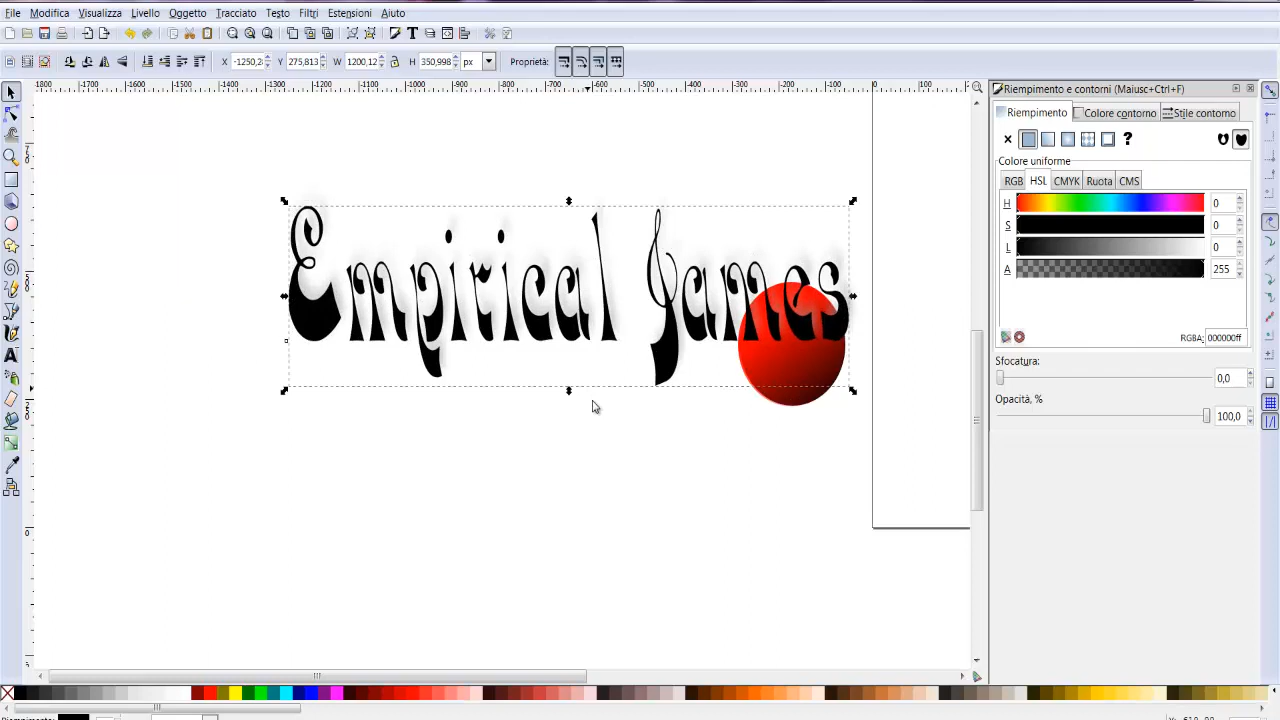 File Modifica Visualizza Livello Oggetto Tracciato Testo Filtri Estensioni Aiuto
X -1250,2 Y 275,813 W 1200,12 H 350,998 px Proprietà:
Riempimento e contorni (Maiusc+Ctrl+F)
Riempimento Colore contorno Stile contorno
?
Colore uniforme
RGB HSL CMYK Ruota CMS
H 0
S 0
L 0
A 255
RGBA: 000000ff
Sfocatura:
0,0
Opacità, %
100,0
Empirical James